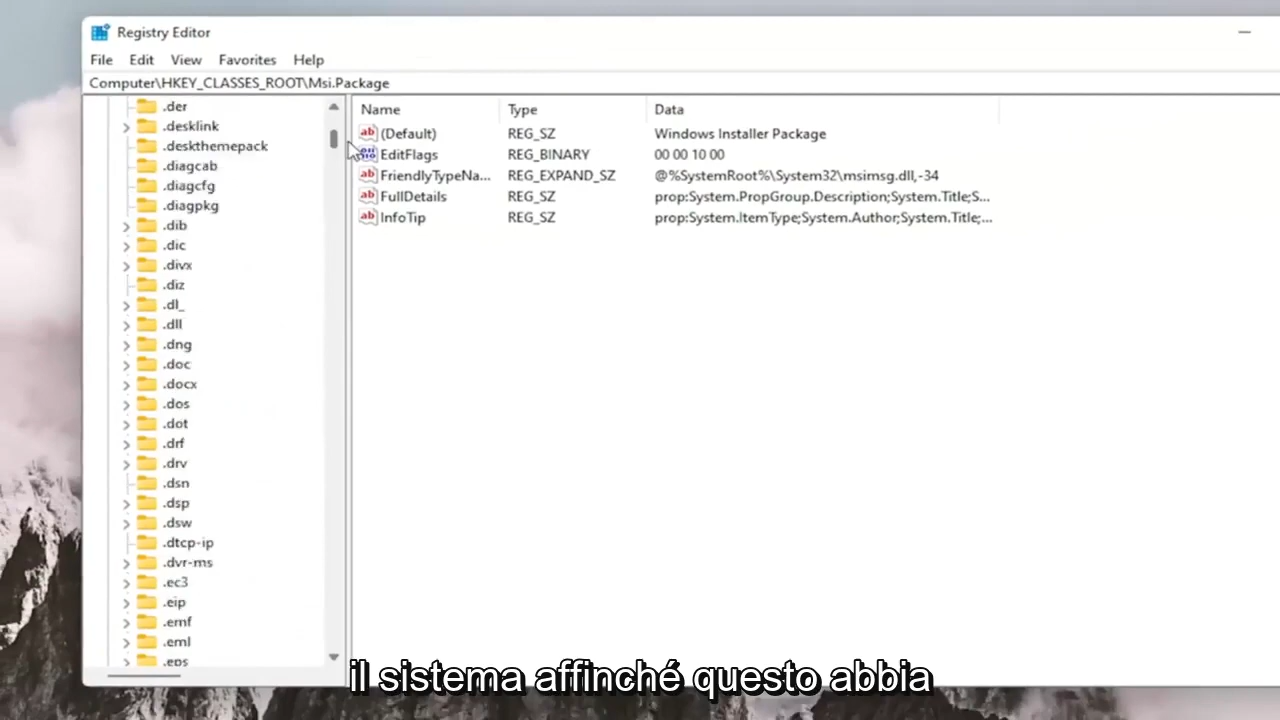 Registry Editor
File Edit View Favorites Help
Computer\HKEY_CLASSES_ROOT\Msi.Package
.der
.desklink
.deskthemepack
.diagcab
.diagcfg
.diagpkg
.dib
.dic
.divx
.diz
.dl_
.dll
.dng
.doc
.docx
.dos
.dot
.drf
.drv
.dsn
.dsp
.dsw
.dtcp-ip
.dvr-ms
.ec3
.eip
.emf
.eml
.eps
Name Type Data
(Default) REG_SZ Windows Installer Package
EditFlags REG_BINARY 00 00 10 00
FriendlyTypeNa... REG_EXPAND_SZ @%SystemRoot%\System32\msimsg.dll,-34
FullDetails REG_SZ prop:System.PropGroup.Description;System.Title;S...
InfoTip REG_SZ prop:System.ItemType;System.Author;System.Title;...
il sistema affinché questo abbia